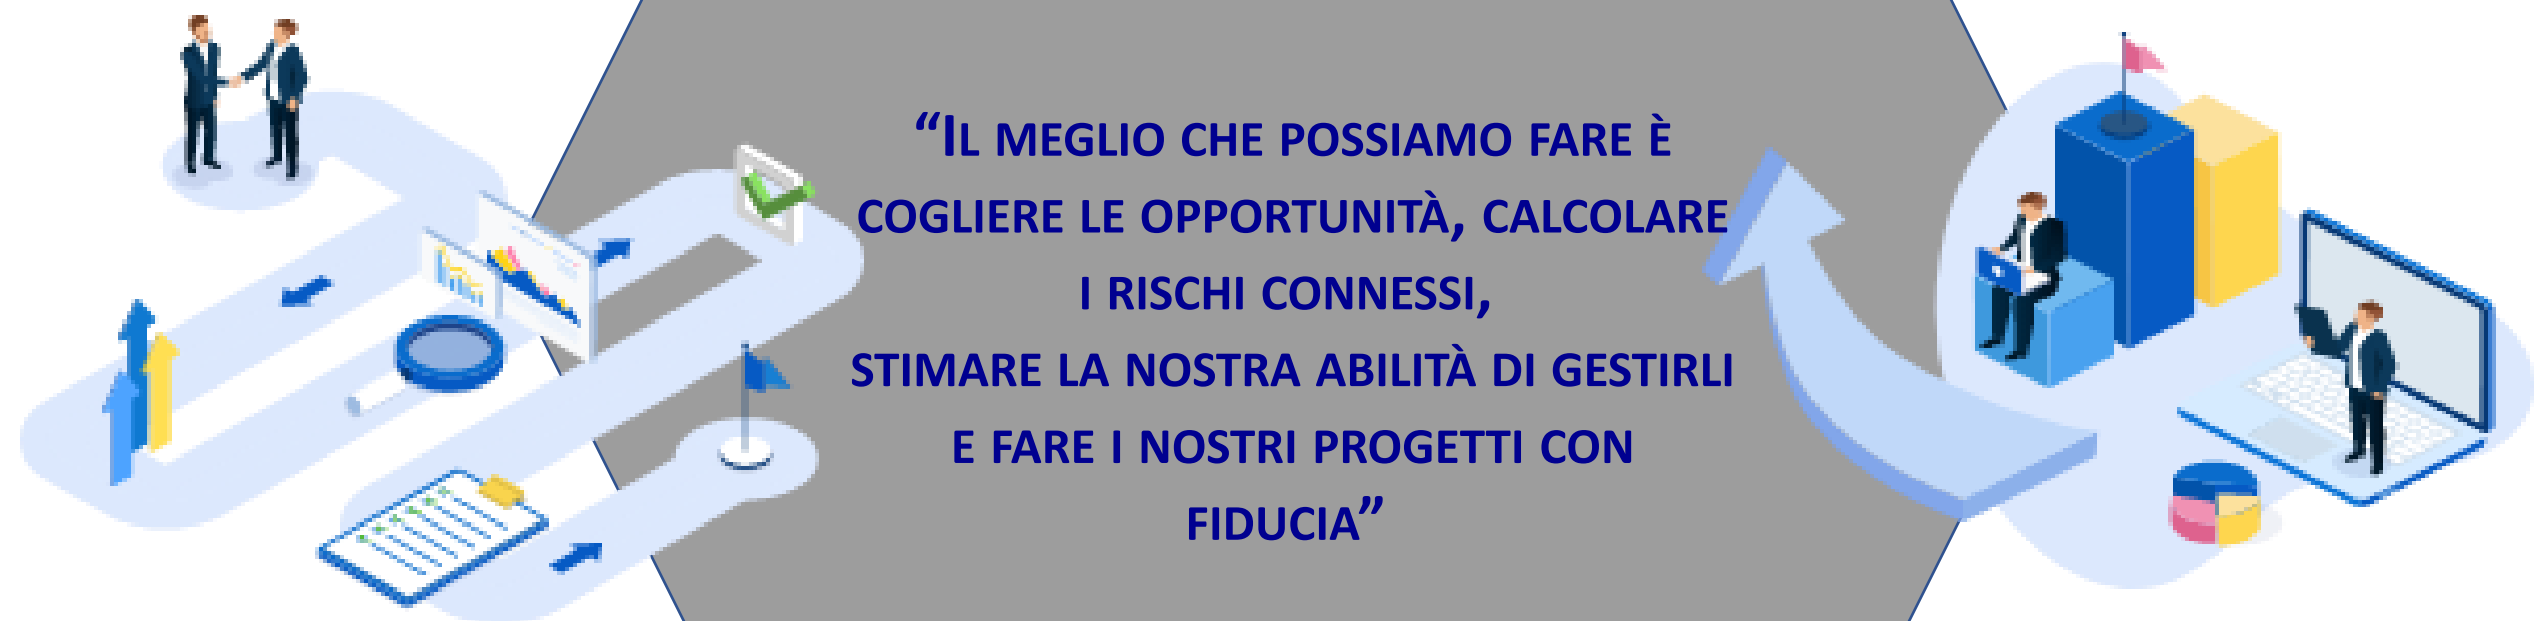 “Il meglio che possiamo fare è
cogliere le opportunità, calcolare
i rischi connessi,
stimare la nostra abilità di gestirli
e fare i nostri progetti con
fiducia”